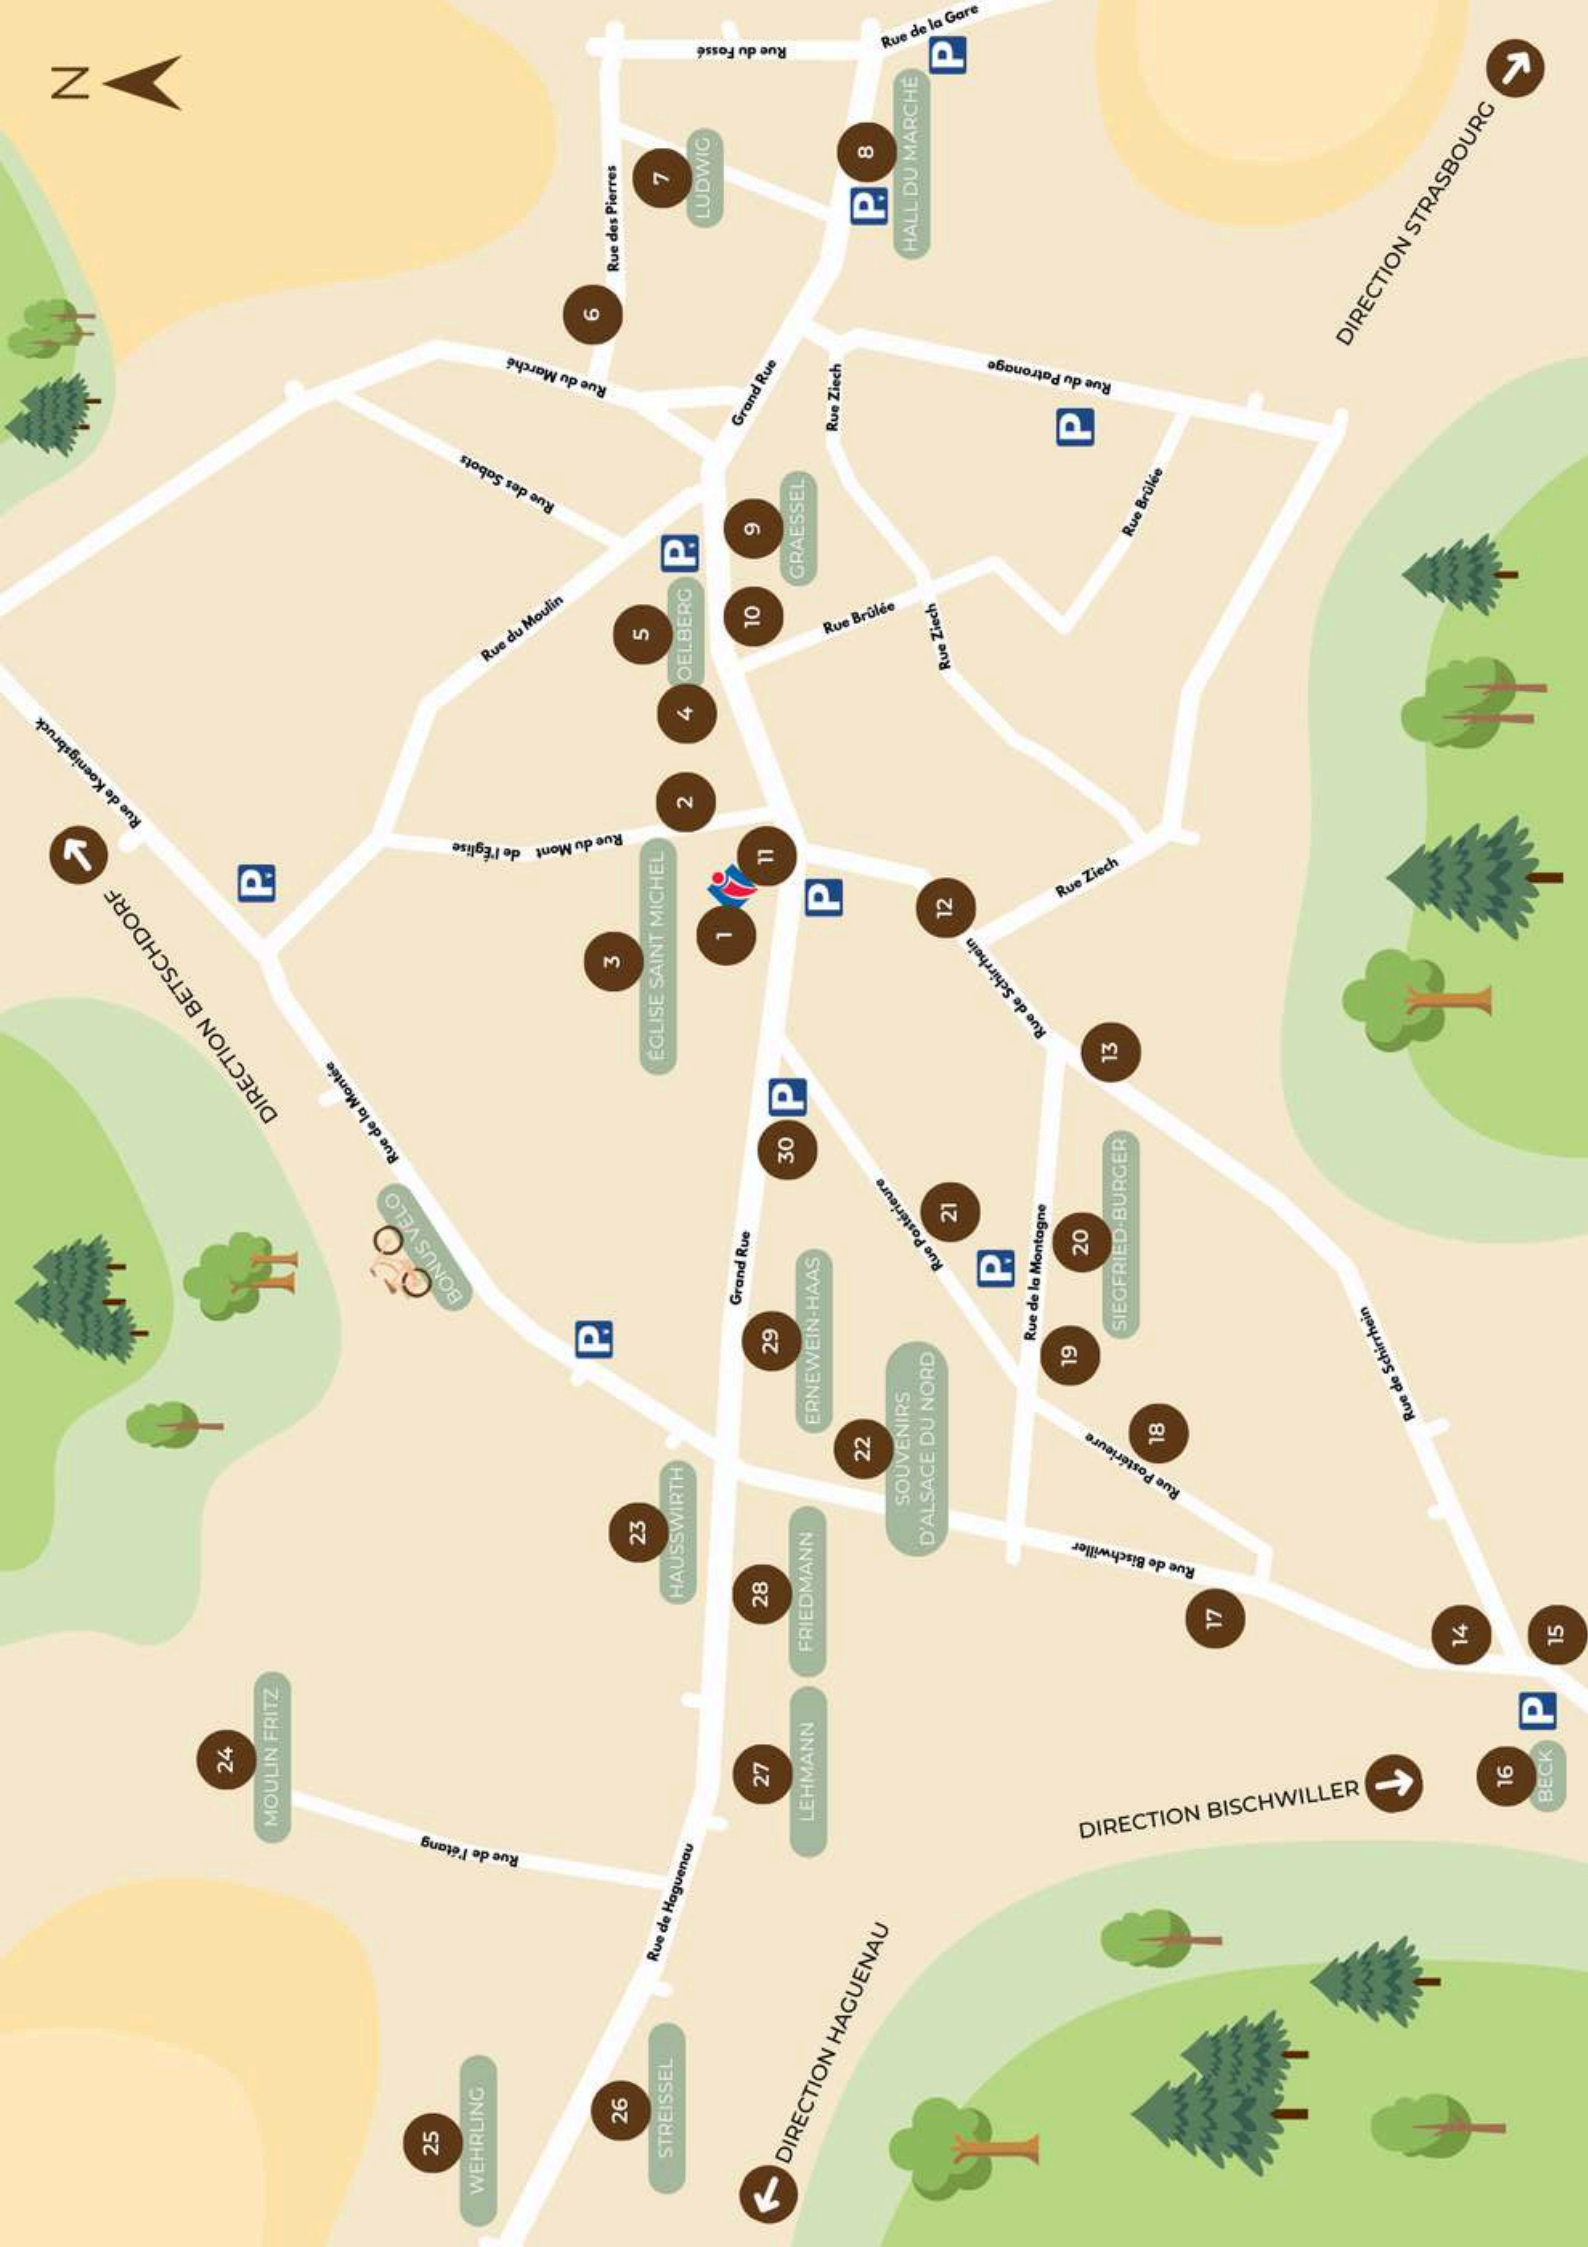 N
DIRECTION BETSCHDORF
Rue de Koenigsbruck
24
MOULIN FRITZ
P
Rue de la Montée
BONUS VELO
25
WEHRLING
Rue de l'étang
Rue du Moulin
Rue des Sabots
Rue du Marché
6
Rue des Pierres
Rue du Fossé
26
STREISSEL
23
HAUSSWIRTH
P
3
ÉGLISE SAINT MICHEL
Rue du Mont de l'Église
2
4
5
OELBERG
P
7
LUDWIG
Rue de Haguenau
1
11
27
LEHMANN
28
FRIEDMANN
29
ERNEWEIN-HAAS
Grand Rue
30
P
P
10
9
GRAESSEL
Grand Rue
P
8
HALL DU MARCHÉ
P
Rue de la Gare
DIRECTION HAGUENAU
22
SOUVENIRS
D'ALSACE DU NORD
Rue Postérieure
21
12
Rue Brûlée
Rue Ziech
Rue Ziech
P
Rue de la Montagne
Rue de Schirrhein
Rue Ziech
P
Rue du Patronage
19
20
SIEGFRIED-BURGER
13
Rue Brûlée
Rue de Bischwiller
Rue Postérieure
18
17
DIRECTION BISCHWILLER
Rue de Schirrhein
DIRECTION STRASBOURG
14
15
P
16
BECK